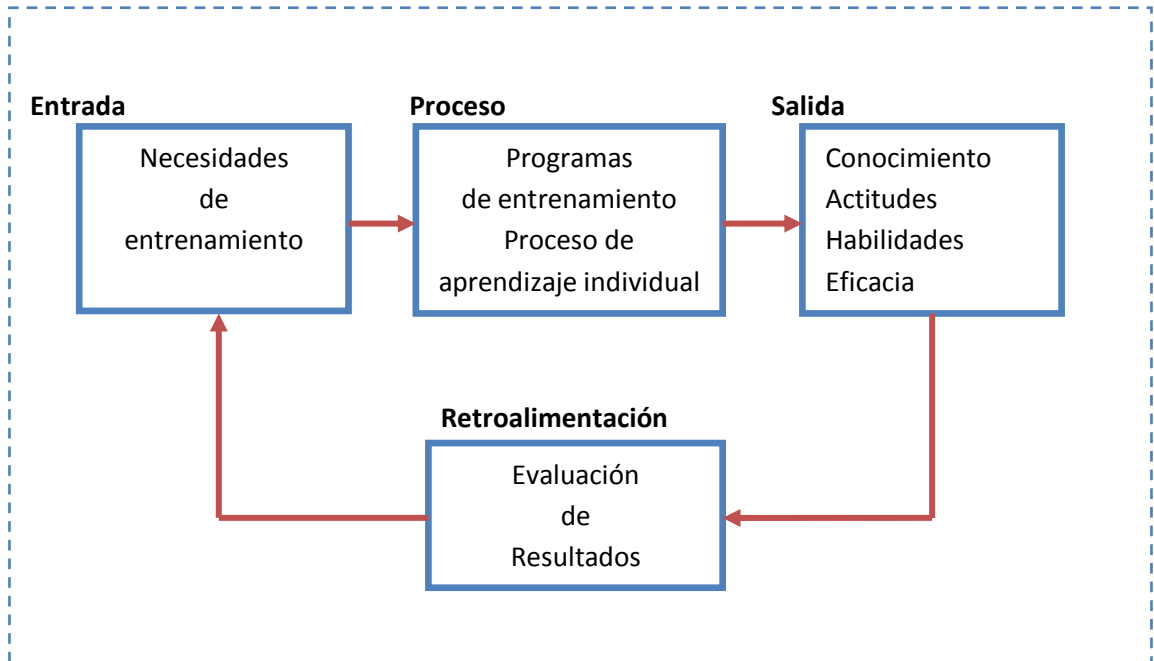 Entrada
Necesidades
de
entrenamiento
Proceso
Programas
de entrenamiento
Proceso de
aprendizaje individual
Salida
Conocimiento
Actitudes
Habilidades
Eficacia
Retroalimentación
Evaluación
de
Resultados